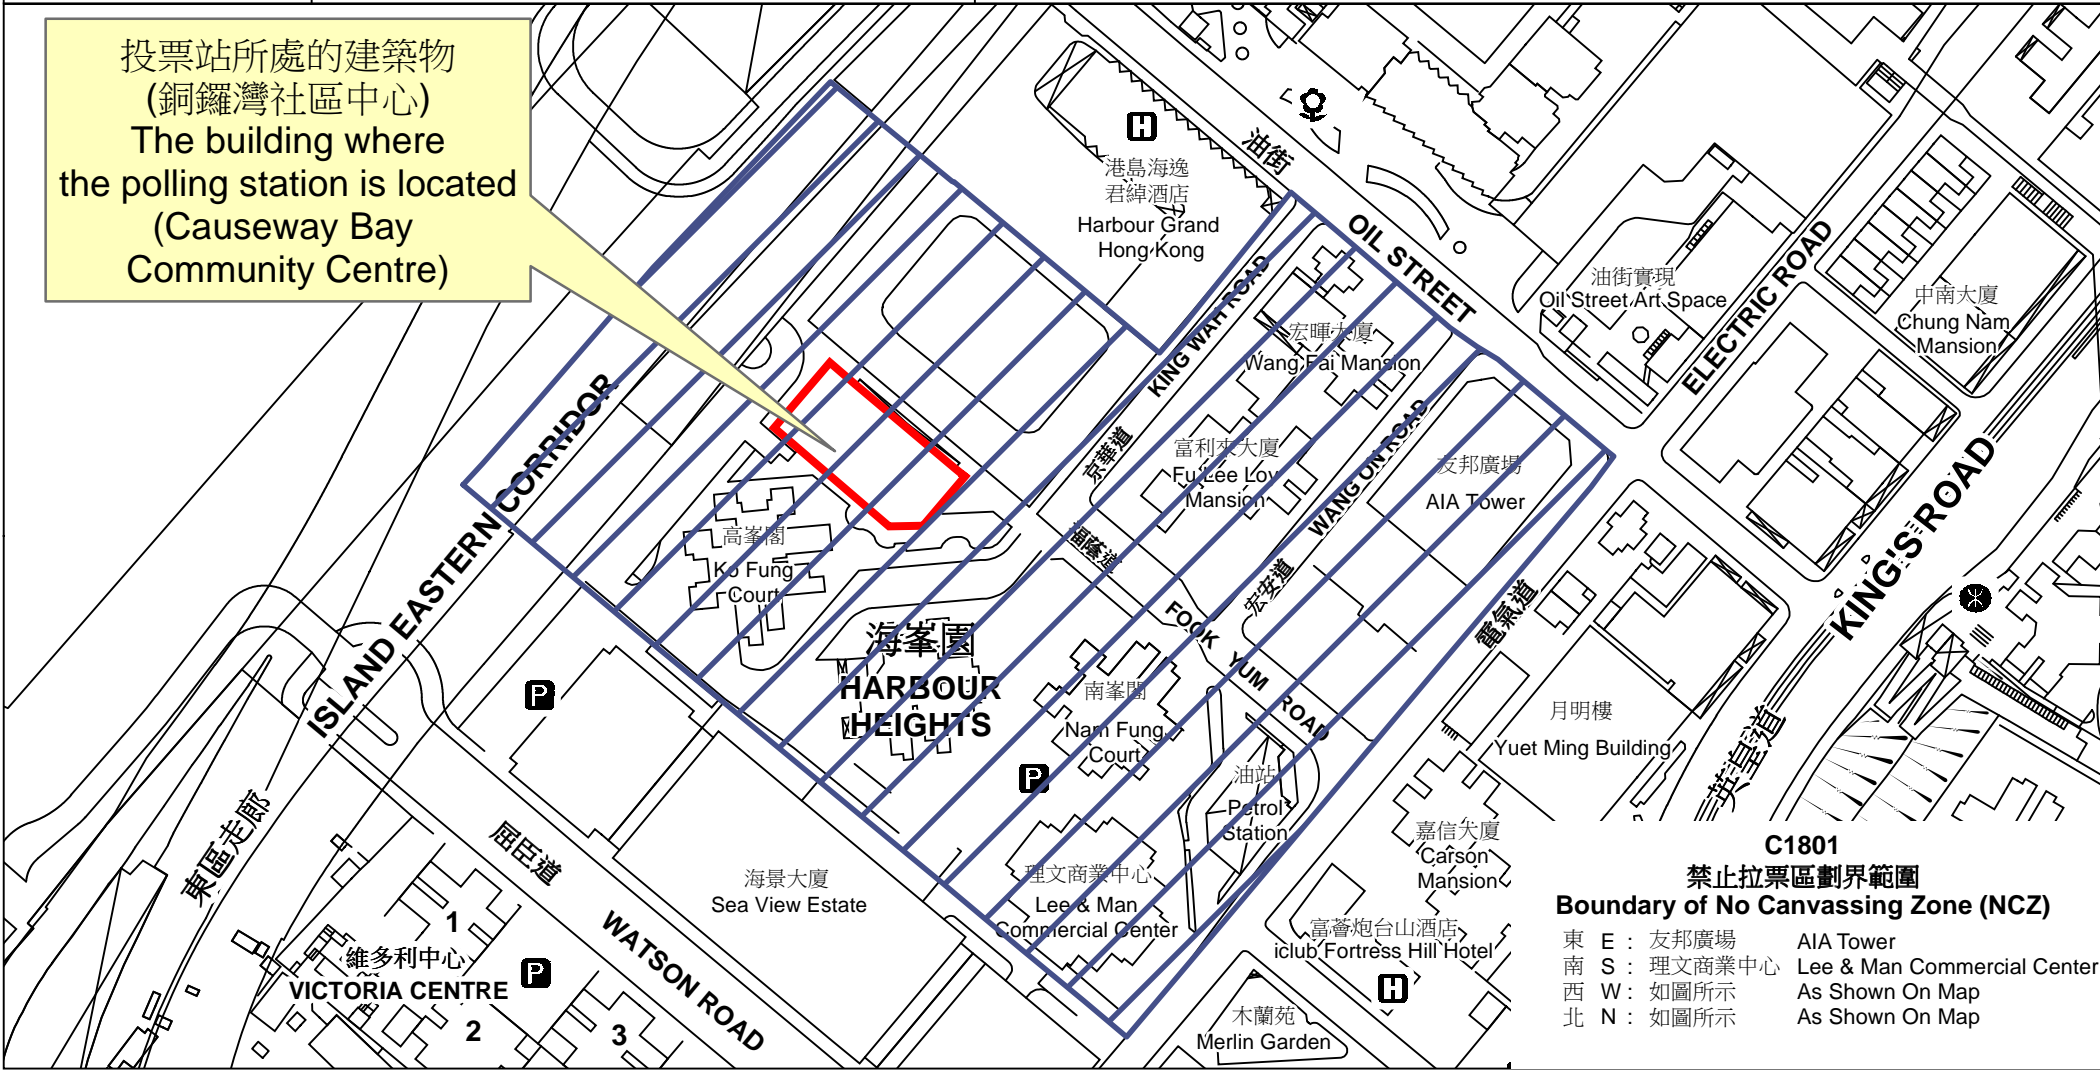 投票站所處的建築物
(銅鑼灣社區中心)
The building where
the polling station is located
(Causeway Bay
Community Centre)
H
港島海逸
君綽酒店
Harbour Grand
Hong Kong
油街
OIL STREET
油街實現
Oil Street Art Space
ELECTRIC ROAD
中南大廈
Chung Nam
Mansion
KING WAH ROAD
京華道
宏暉大廈
Wang Fai Mansion
富利來大廈
Fu Lee Loy
Mansion
WANG ON ROAD
宏安道
友邦廣場
AIA Tower
KING'S ROAD
英皇道
ISLAND EASTERN CORRIDOR
東區走廊
高峯閣
Ko Fung
Court
福蔭道
FOOK YUM ROAD
電氣道
海峯園
HARBOUR
HEIGHTS
南峯閣
Nam Fung
Court
P
P
月明樓
Yuet Ming Building
油站
Petrol
Station
嘉信大廈
Carson
Mansion
屈臣道
WATSON ROAD
海景大廈
Sea View Estate
理文商業中心
Lee & Man
Commercial Center
富薈炮台山酒店
iclub Fortress Hill Hotel
H
1
維多利中心
VICTORIA CENTRE
P
2
3
木蘭苑
Merlin Garden
C1801
禁止拉票區劃界範圍
Boundary of No Canvassing Zone (NCZ)
東 E : 友邦廣場 AIA Tower
南 S : 理文商業中心 Lee & Man Commercial Center
西 W : 如圖所示 As Shown On Map
北 N : 如圖所示 As Shown On Map